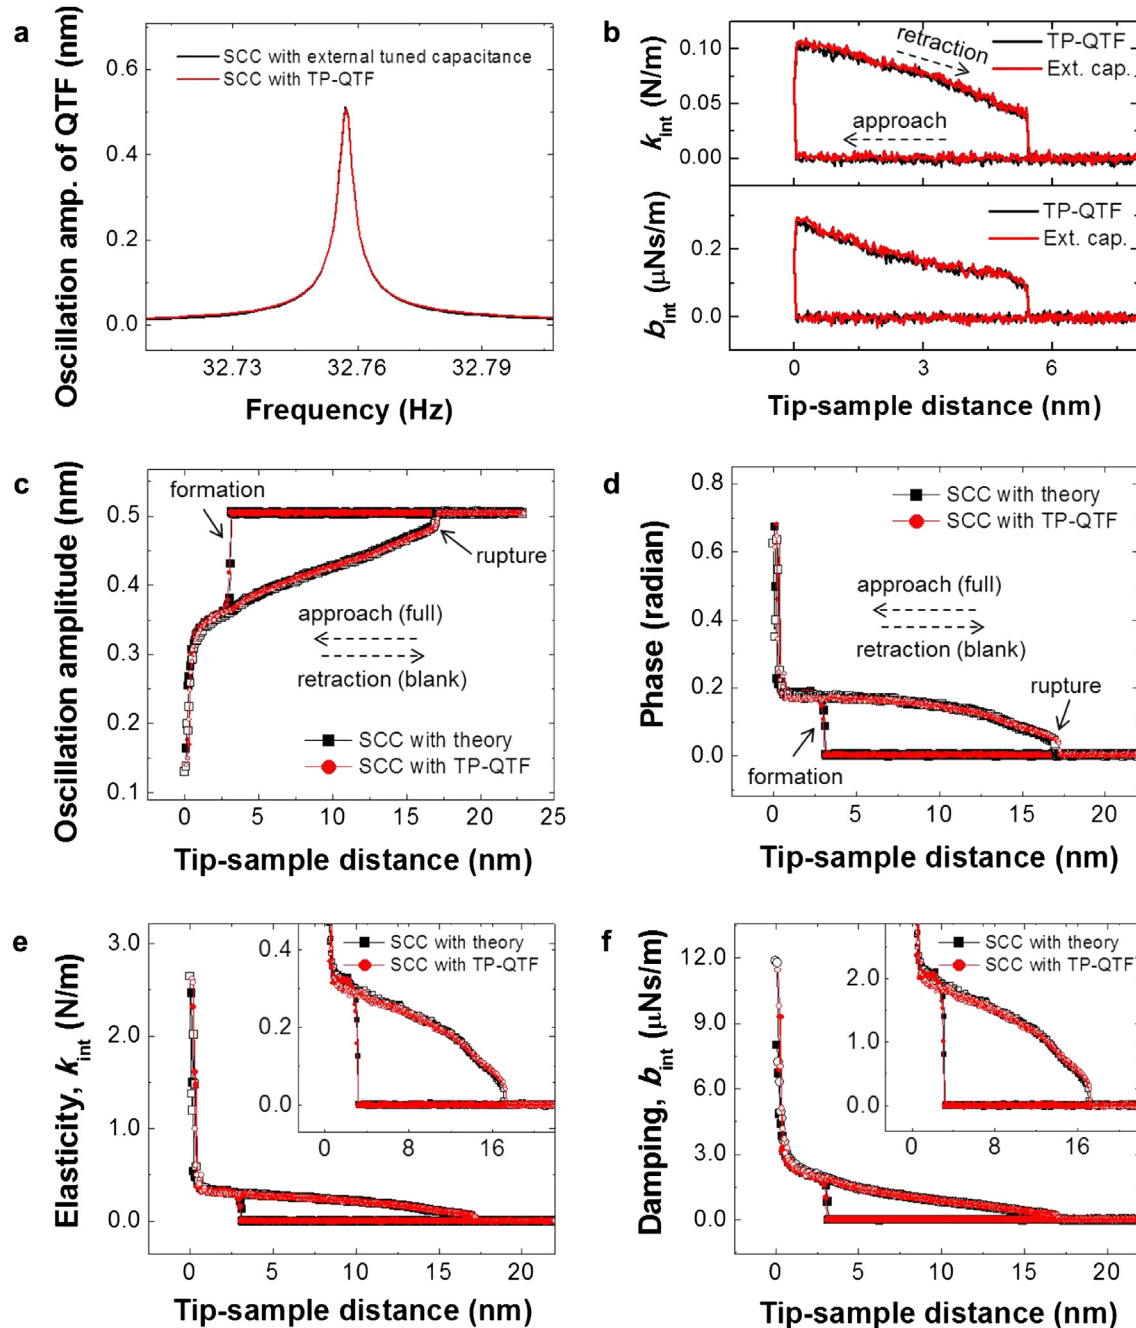 a
Oscillation amp. of QTF (nm)
0.6
0.4
0.2
0.0
SCC with external tuned capacitance
SCC with TP-QTF
32.73
32.76
32.79
Frequency (Hz)
b
k int (N/m)
0.10
0.05
0.00
retraction
approach
TP-QTF
Ext. cap.
b int (μNs/m)
0.2
0.0
TP-QTF
Ext. cap.
0
3
6
Tip-sample distance (nm)
c
Oscillation amplitude (nm)
0.5
0.4
0.3
0.2
0.1
formation
rupture
approach (full)
retraction (blank)
SCC with theory
SCC with TP-QTF
0
5
10
15
20
25
Tip-sample distance (nm)
d
Phase (radian)
0.8
0.6
0.4
0.2
0.0
SCC with theory
SCC with TP-QTF
approach (full)
retraction (blank)
rupture
formation
0
5
10
15
20
Tip-sample distance (nm)
e
Elasticity, k int (N/m)
3.0
2.0
1.0
0.0
0.4
0.2
0.0
SCC with theory
SCC with TP-QTF
0
8
16
0
5
10
15
20
Tip-sample distance (nm)
f
Damping, b int (μNs/m)
12.0
9.0
6.0
3.0
0.0
2.0
1.0
0.0
SCC with theory
SCC with TP-QTF
0
8
16
0
5
10
15
20
Tip-sample distance (nm)